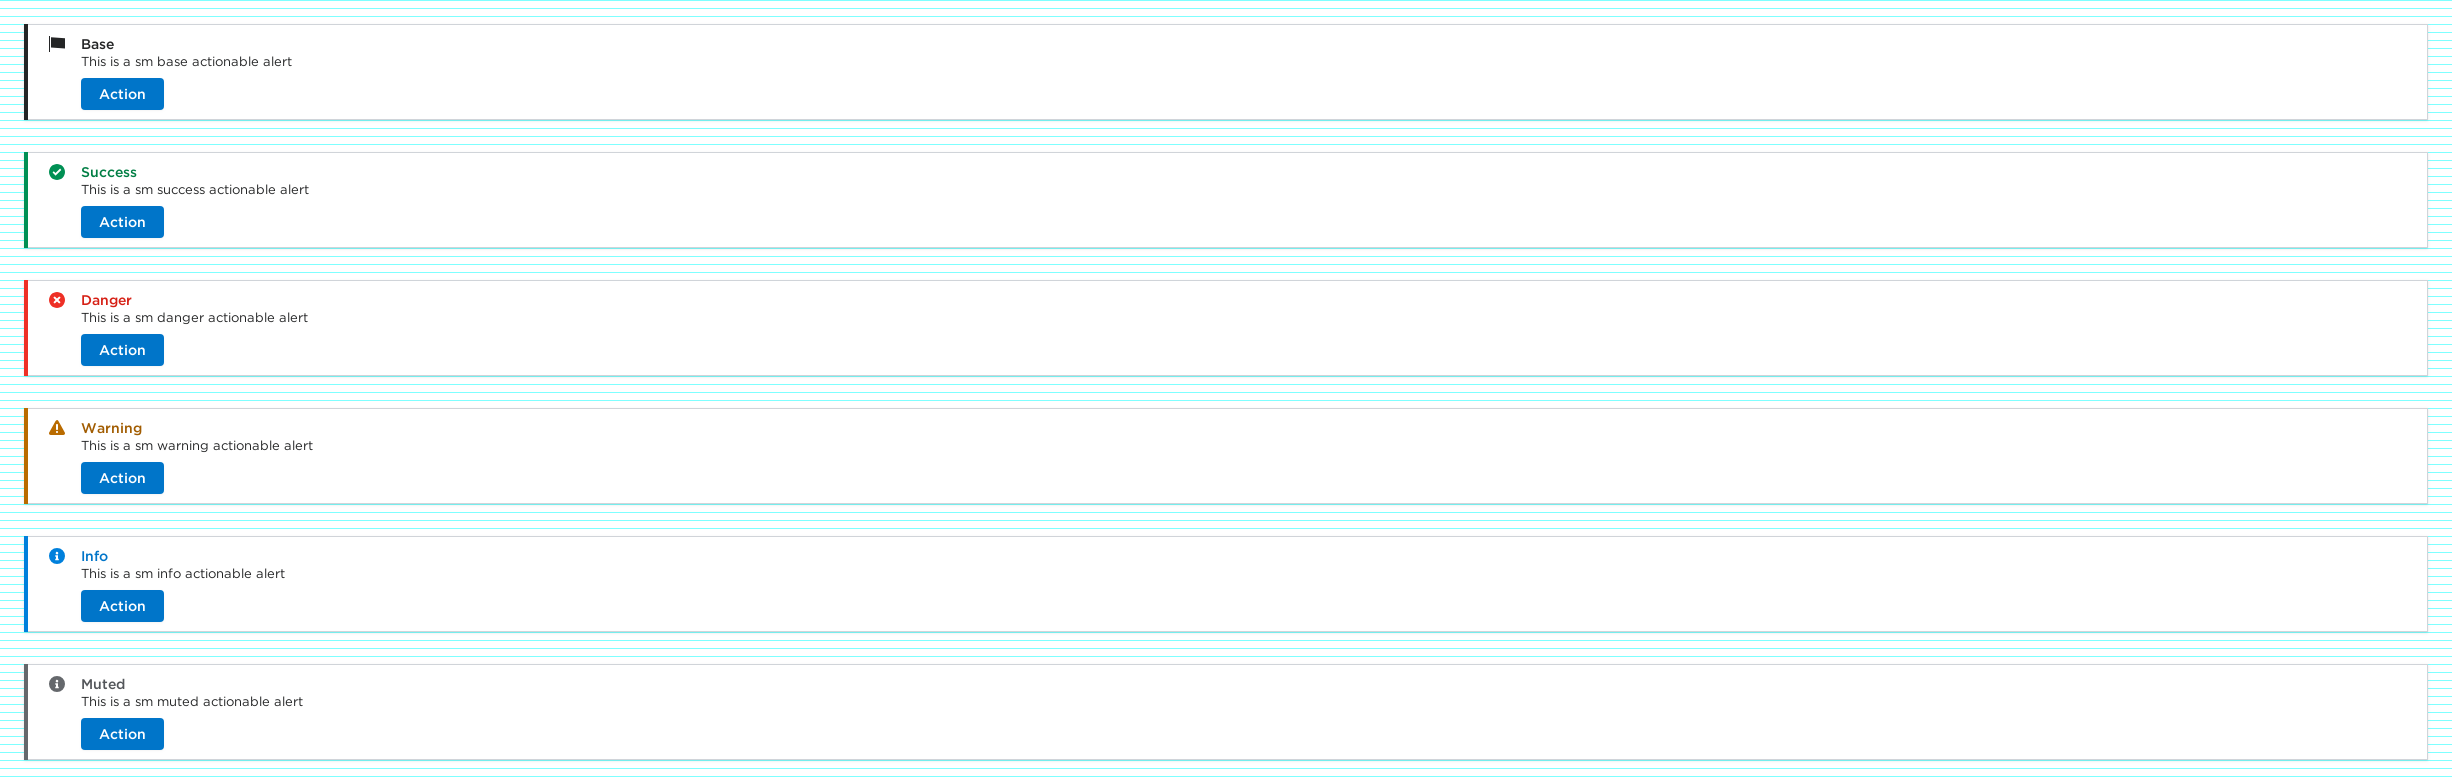 Base
This is a sm base actionable alert
Action
Success
This is a sm success actionable alert
Action
Danger
This is a sm danger actionable alert
Action
Warning
This is a sm warning actionable alert
Action
Info
This is a sm info actionable alert
Action
Muted
This is a sm muted actionable alert
Action